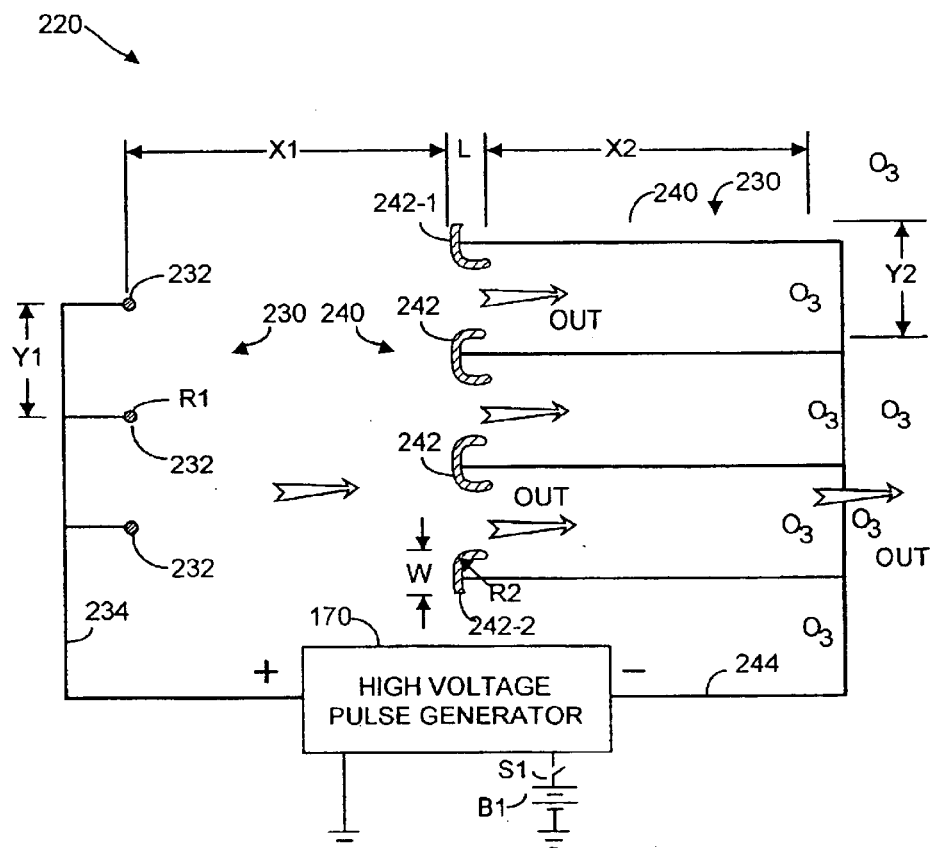 220
X1
L
X2
O3
242-1
240
230
232
Y2
OUT
O3
Y1
230
240
242
R1
232
O3
O3
242
OUT
O3
O3
OUT
232
W
R2
234
170
242-2
O3
+
HIGH VOLTAGE
PULSE GENERATOR
−
244
S1
B1